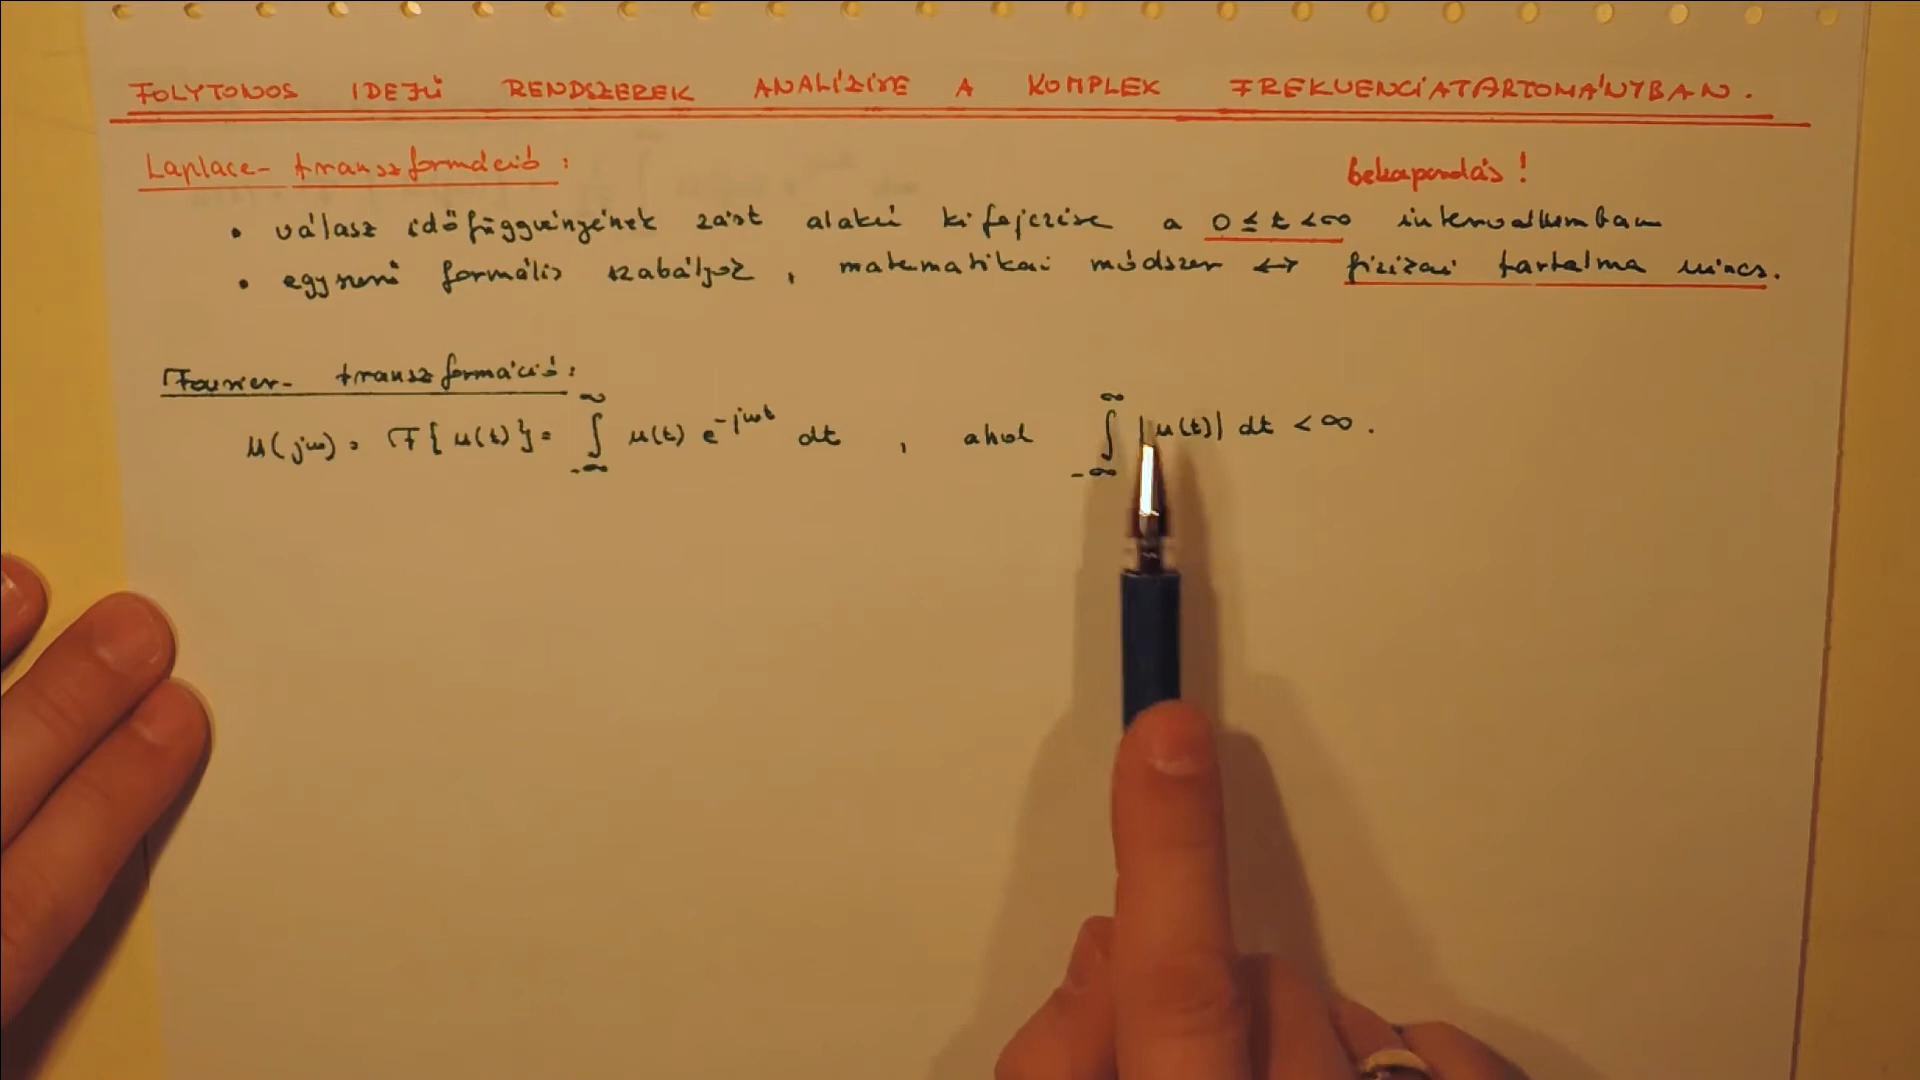 FOLYTONOS IDEJŰ RENDSZEREK ANALÍZISE A KOMPLEX FREKVENCIATARTOMÁNYBAN.
Laplace- transzformáció:
bekapcsolás!
• válasz időfüggvényének zárt alakú kifejezése a 0 ≤ t < ∞ intervallumban
• egyszerű formális szabályok, matematikai módszer ↔ fizikai tartalma nincs.
Fourier- transzformáció:
U(jω) = F{u(t)} = ∫_{-∞}^{∞} u(t) e^{-jωt} dt , ahol ∫_{-∞}^{∞} |u(t)| dt < ∞.